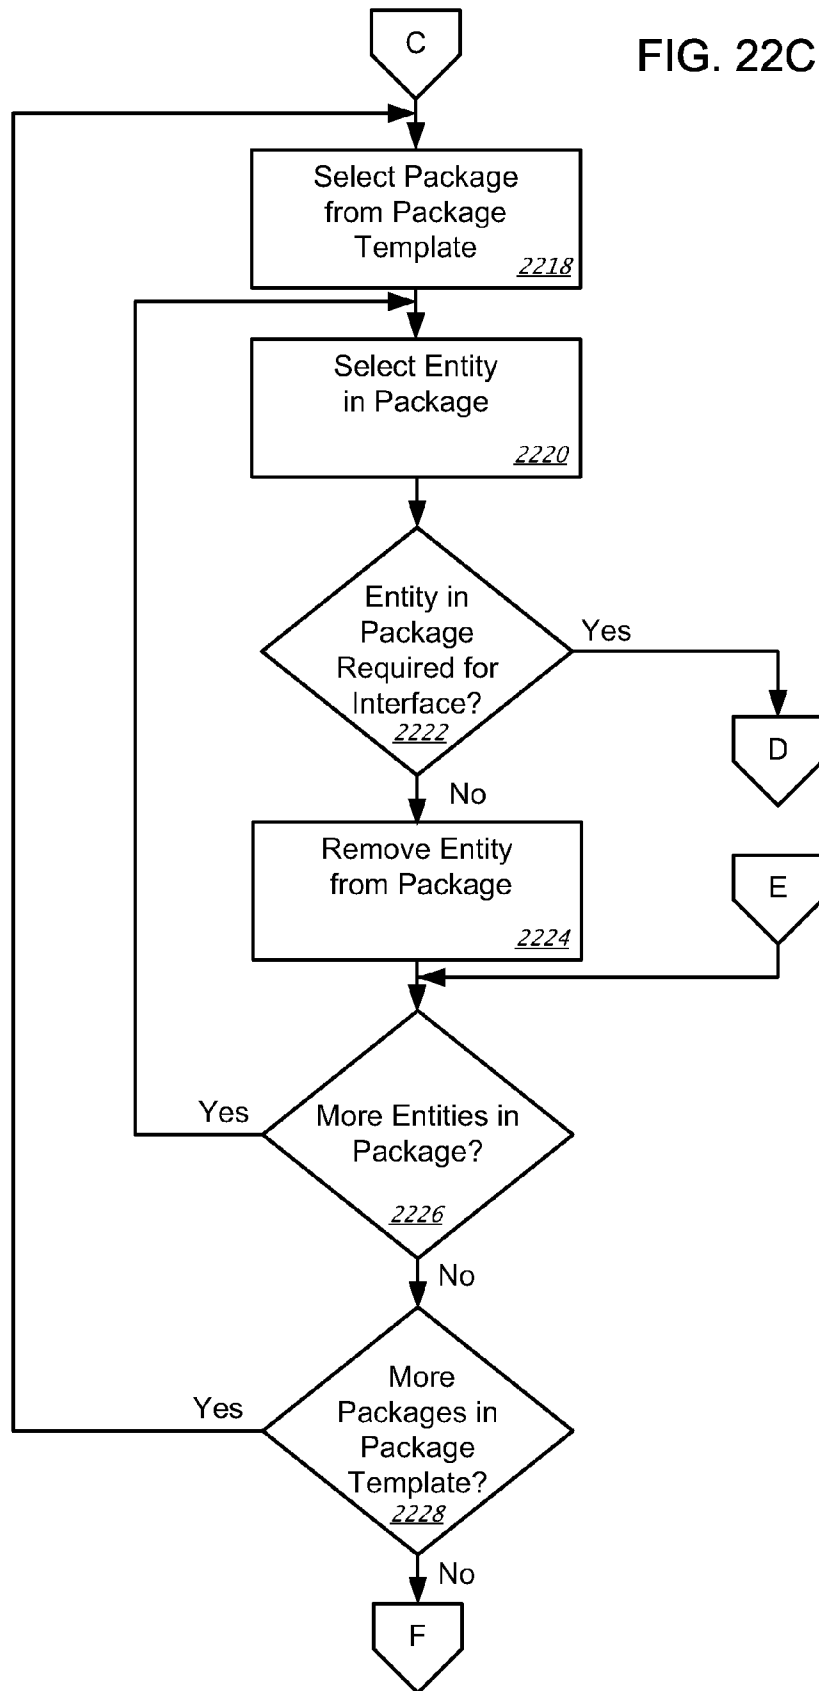 C
FIG. 22C
Select Package
from Package
Template
2218
Select Entity
in Package
2220
Entity in
Package
Required for
Interface?
2222
Yes
D
No
Remove Entity
from Package
2224
E
Yes
More Entities in
Package?
2226
No
Yes
More
Packages in
Package
Template?
2228
No
F